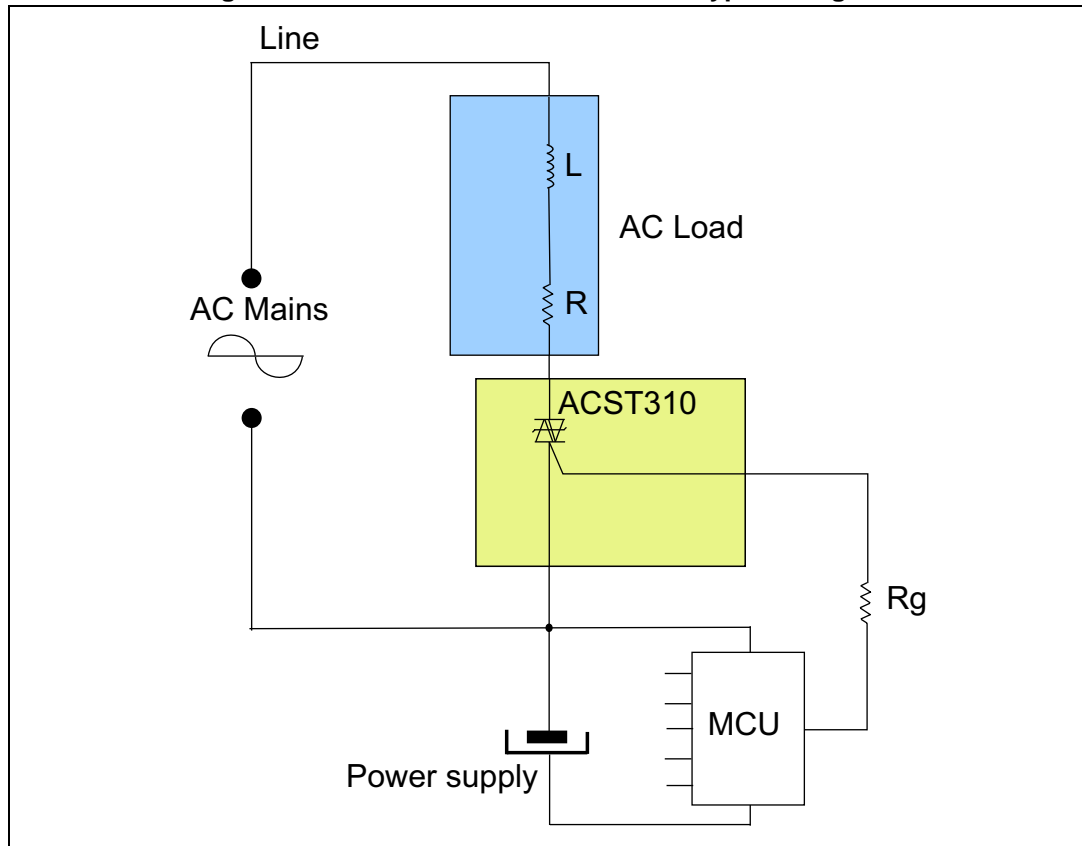 Line
L
AC Load
R
AC Mains
ACST310
Rg
MCU
Power supply